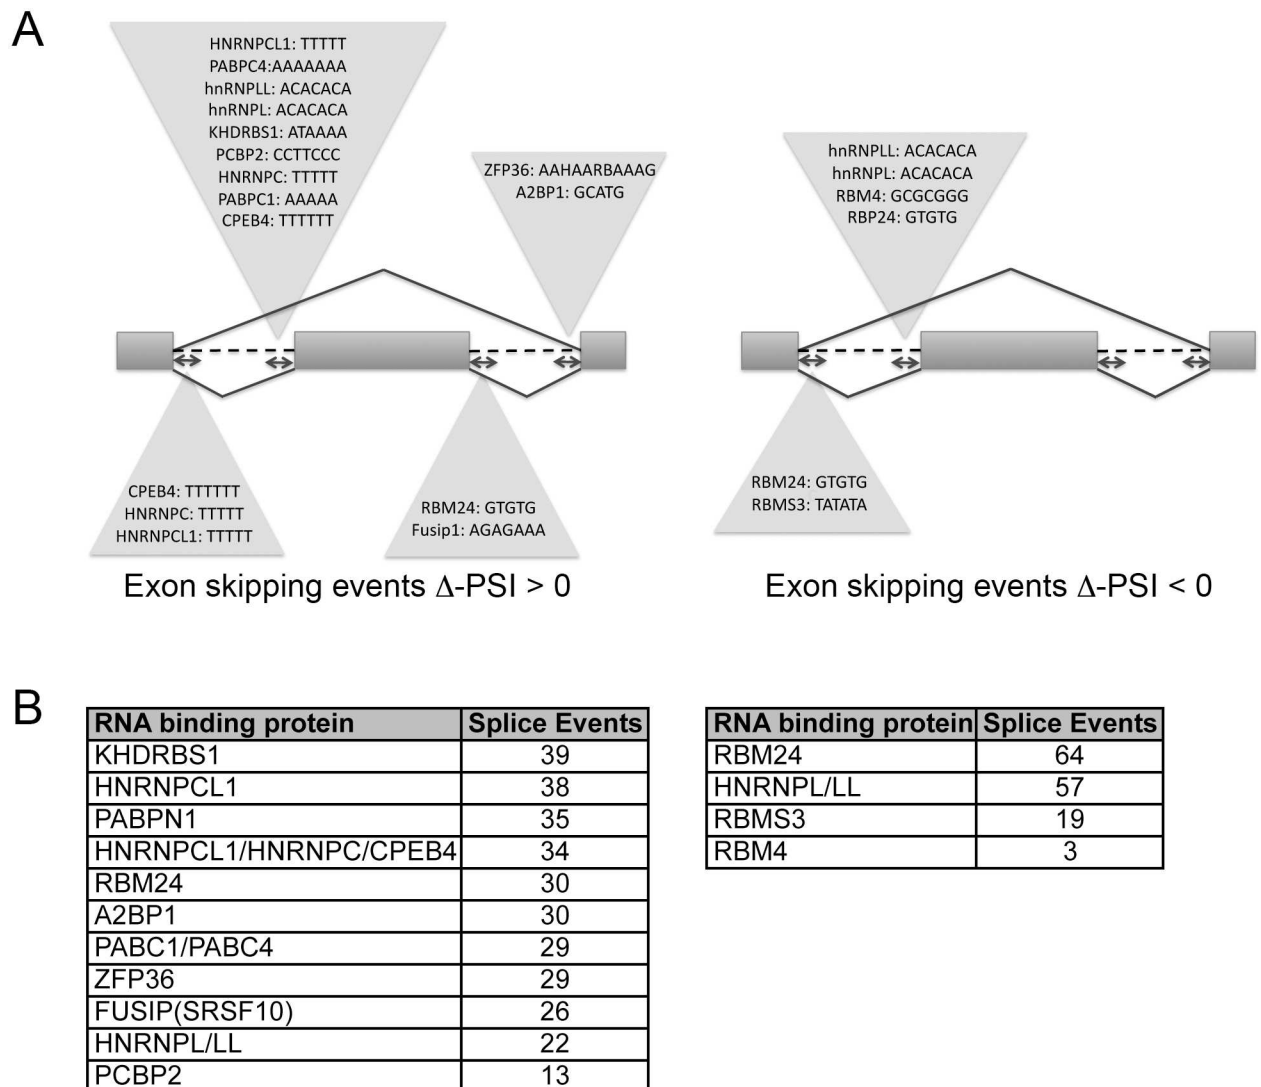 A
HNRNPCL1: TTTTT
PABPC4:AAAAAAA
hnRNPLL: ACACACA
hnRNPL: ACACACA
KHDRBS1: ATAAAA
PCBP2: CCTTCCC
HNRNPC: TTTTT
PABPC1: AAAAA
CPEB4: TTTTTT
ZFP36: AAHAARBAAAG
A2BP1: GCATG
CPEB4: TTTTTT
HNRNPC: TTTTT
HNRNPCL1: TTTTT
RBM24: GTGTG
Fusip1: AGAGAAA
Exon skipping events Δ-PSI > 0
hnRNPLL: ACACACA
hnRNPL: ACACACA
RBM4: GCGCGGG
RBP24: GTGTG
RBM24: GTGTG
RBMS3: TATATA
Exon skipping events Δ-PSI < 0
B
RNA binding protein Splice Events
KHDRBS1 39
HNRNPCL1 38
PABPN1 35
HNRNPCL1/HNRNPC/CPEB4 34
RBM24 30
A2BP1 30
PABC1/PABC4 29
ZFP36 29
FUSIP(SRSF10) 26
HNRNPL/LL 22
PCBP2 13
RNA binding protein Splice Events
RBM24 64
HNRNPL/LL 57
RBMS3 19
RBM4 3